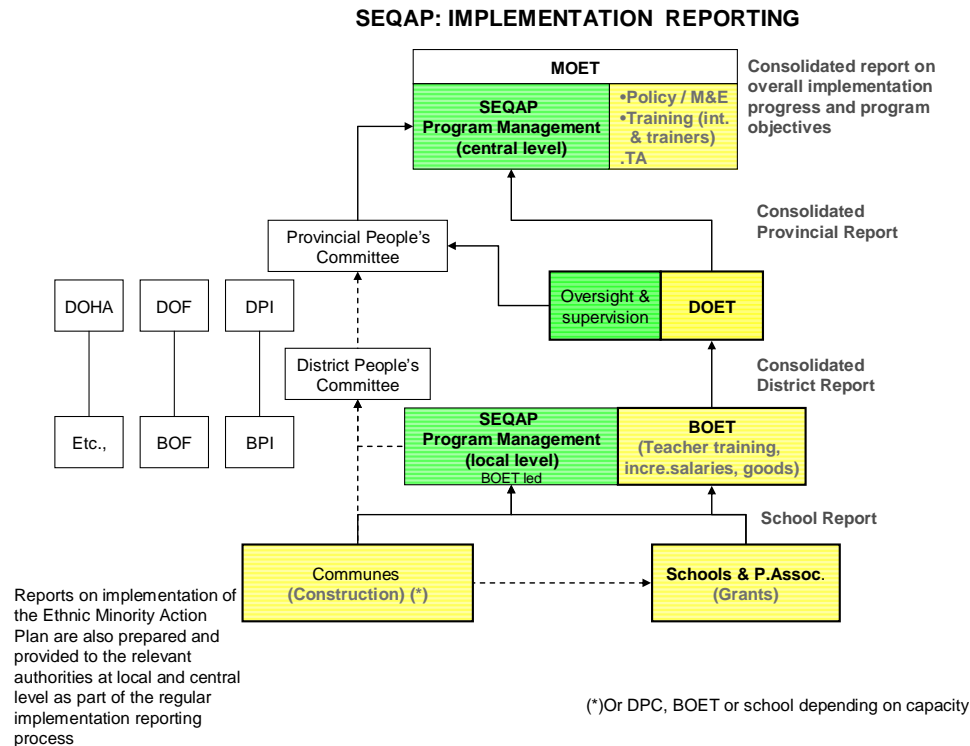 SEQAP: IMPLEMENTATION REPORTING
MOET
SEQAP
Program Management
(central level)
•Policy / M&E
•Training (int.
& trainers)
.TA
Consolidated report on
overall implementation
progress and program
objectives
Consolidated
Provincial Report
Provincial People's
Committee
DOHA
DOF
DPI
Oversight &
supervision
DOET
District People's
Committee
Consolidated
District Report
Etc.,
BOF
BPI
SEQAP
Program Management
(local level)
BOET led
BOET
(Teacher training,
incre.salaries, goods)
School Report
Communes
(Construction) (*)
Schools & P.Assoc.
(Grants)
Reports on implementation of
the Ethnic Minority Action
Plan are also prepared and
provided to the relevant
authorities at local and central
level as part of the regular
implementation reporting
process
(*)Or DPC, BOET or school depending on capacity